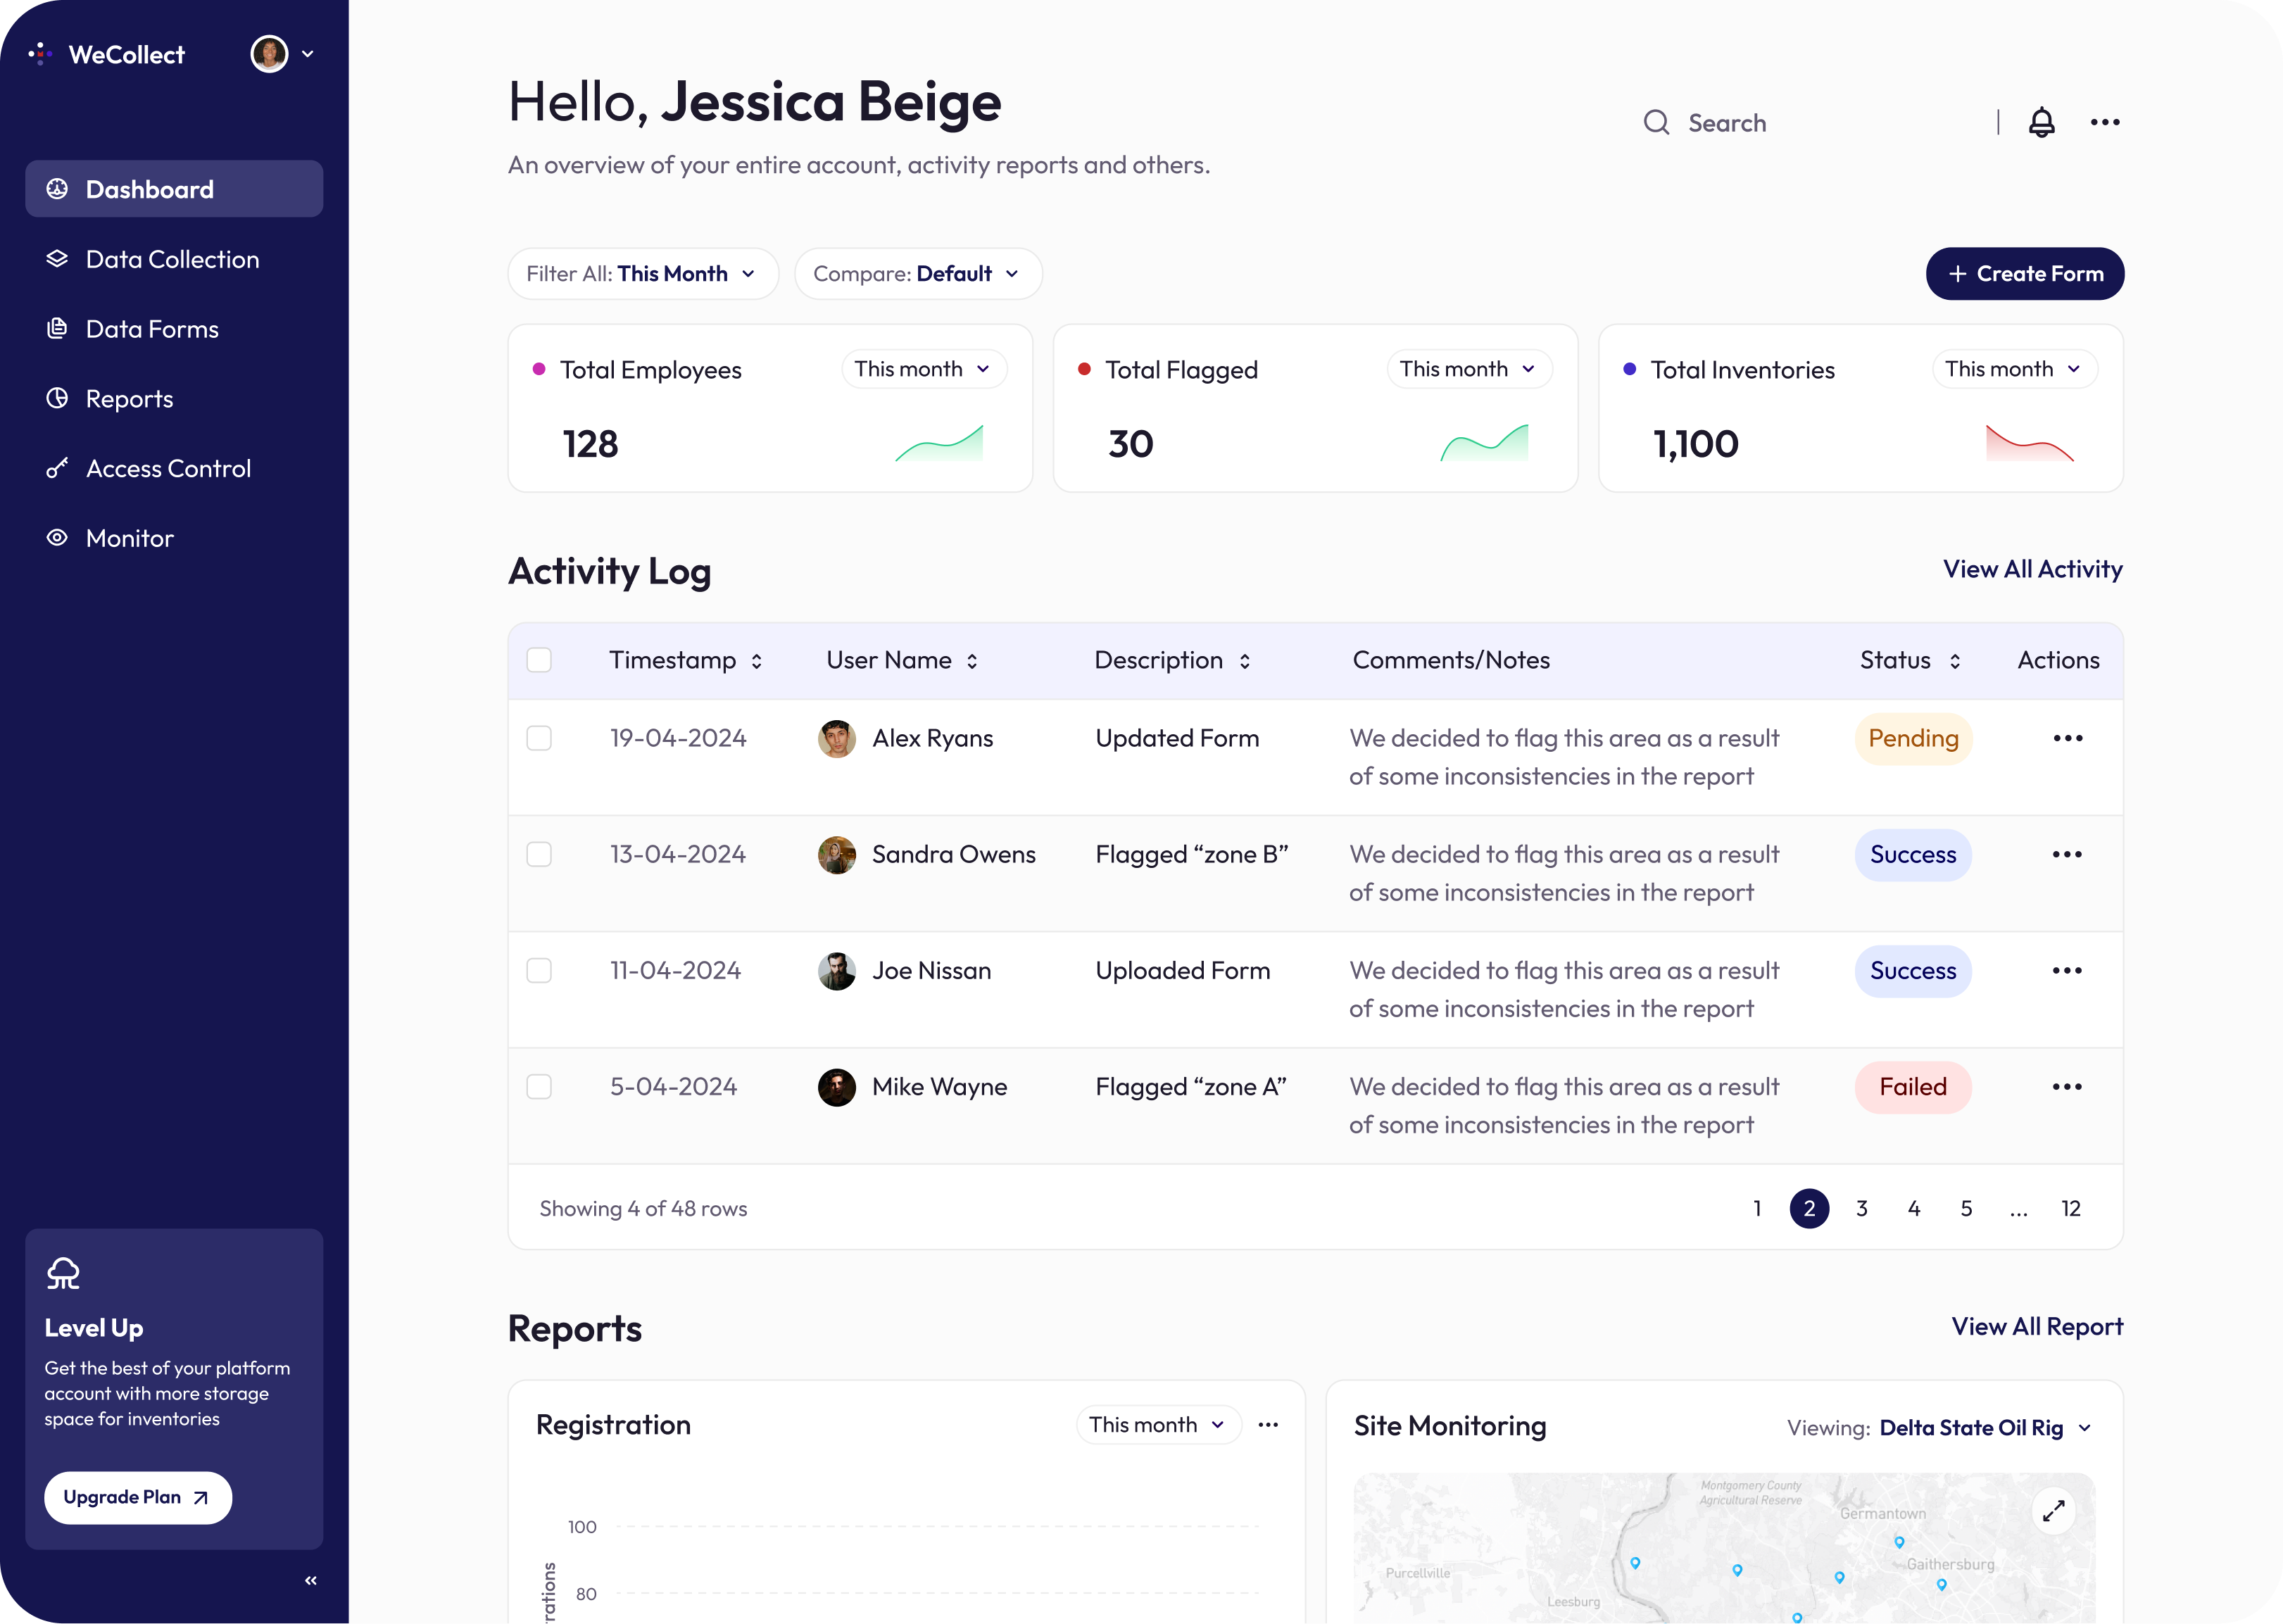 WeCollect
Dashboard
Data Collection
Data Forms
Reports
Access Control
Monitor
Level Up
Get the best of your platform
account with more storage
space for inventories
Upgrade Plan
Hello, Jessica Beige
An overview of your entire account, activity reports and others.
Search
Filter All: This Month
Compare: Default
+ Create Form
Total Employees This month
128
Total Flagged This month
30
Total Inventories This month
1,100
Activity Log
View All Activity
Timestamp User Name Description Comments/Notes Status Actions
19-04-2024 Alex Ryans Updated Form We decided to flag this area as a result Pending
of some inconsistencies in the report
13-04-2024 Sandra Owens Flagged “zone B” We decided to flag this area as a result Success
of some inconsistencies in the report
11-04-2024 Joe Nissan Uploaded Form We decided to flag this area as a result Success
of some inconsistencies in the report
5-04-2024 Mike Wayne Flagged “zone A” We decided to flag this area as a result Failed
of some inconsistencies in the report
Showing 4 of 48 rows
1 2 3 4 5 ... 12
Reports
View All Report
Registration This month
100
80
Site Monitoring Viewing: Delta State Oil Rig
Montgomery County
Agricultural Reserve
Germantown
Gaithersburg
Purcellville
Leesburg